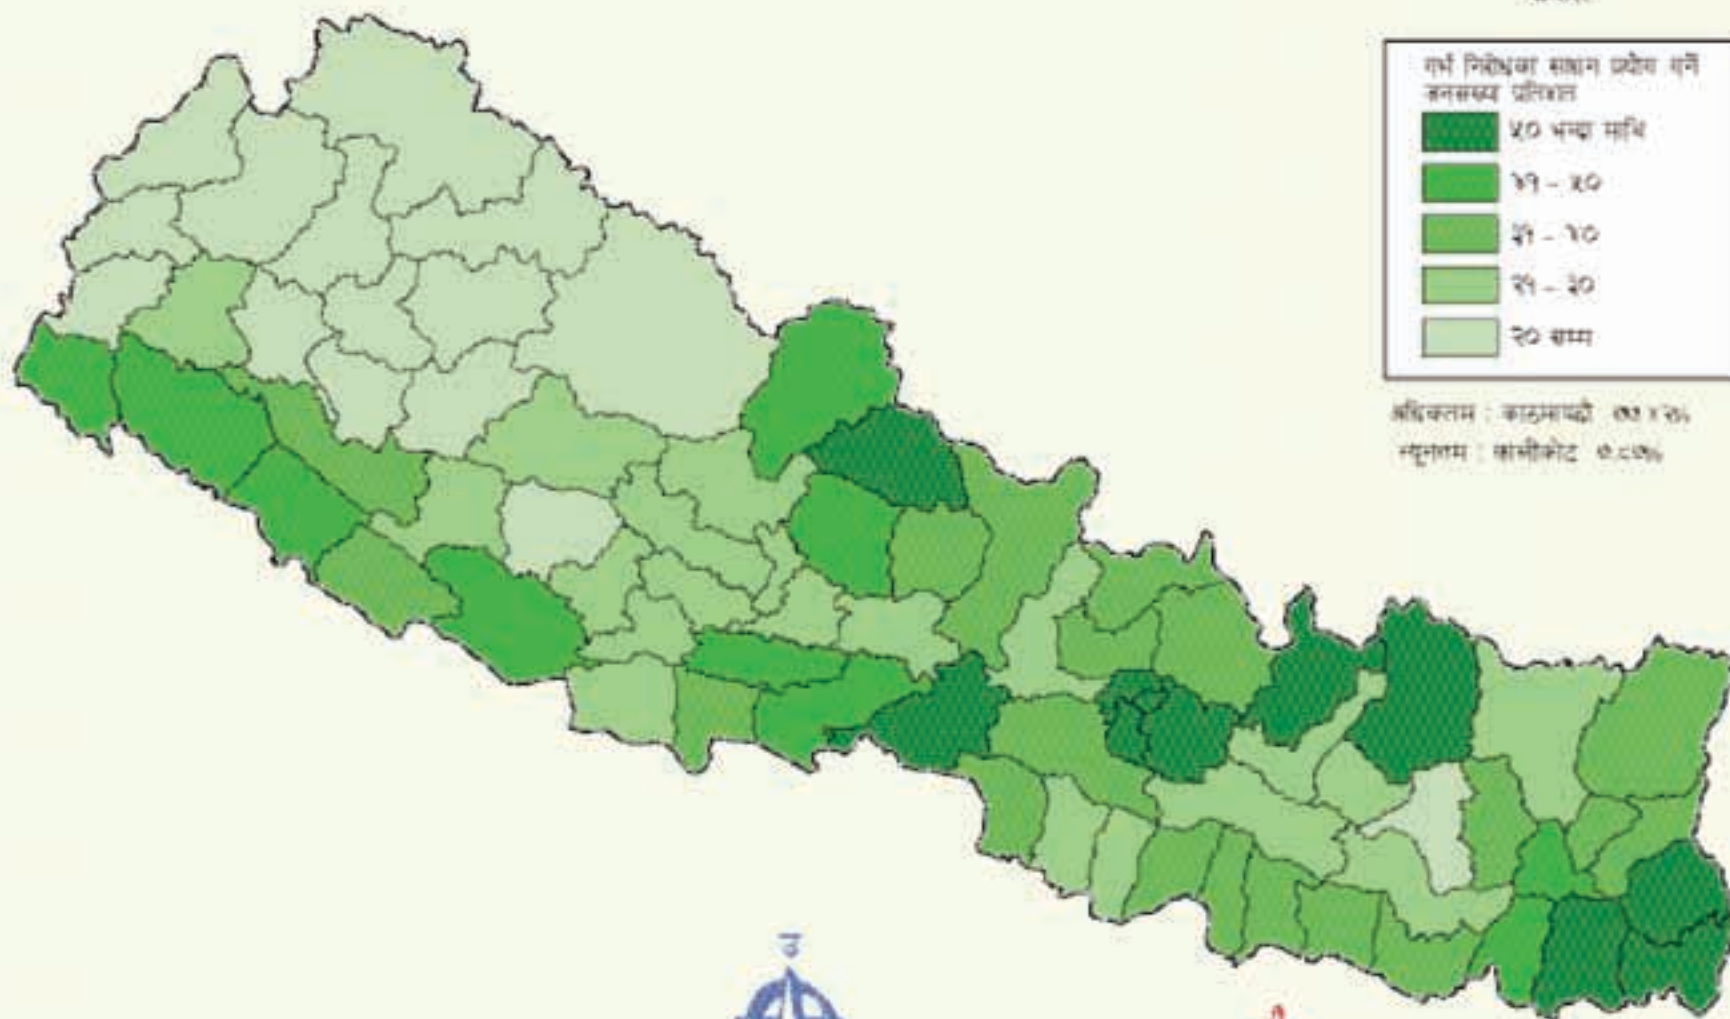 गर्भ निरोधका साधन प्रयोग गर्ने
जनसंख्या प्रतिशत
५० भन्दा माथि
४१ - ५०
३१ - ४०
२१ - ३०
२० सम्म
अधिकतम : काठमाण्डौ
न्यूनतम : कालीकोट
उ